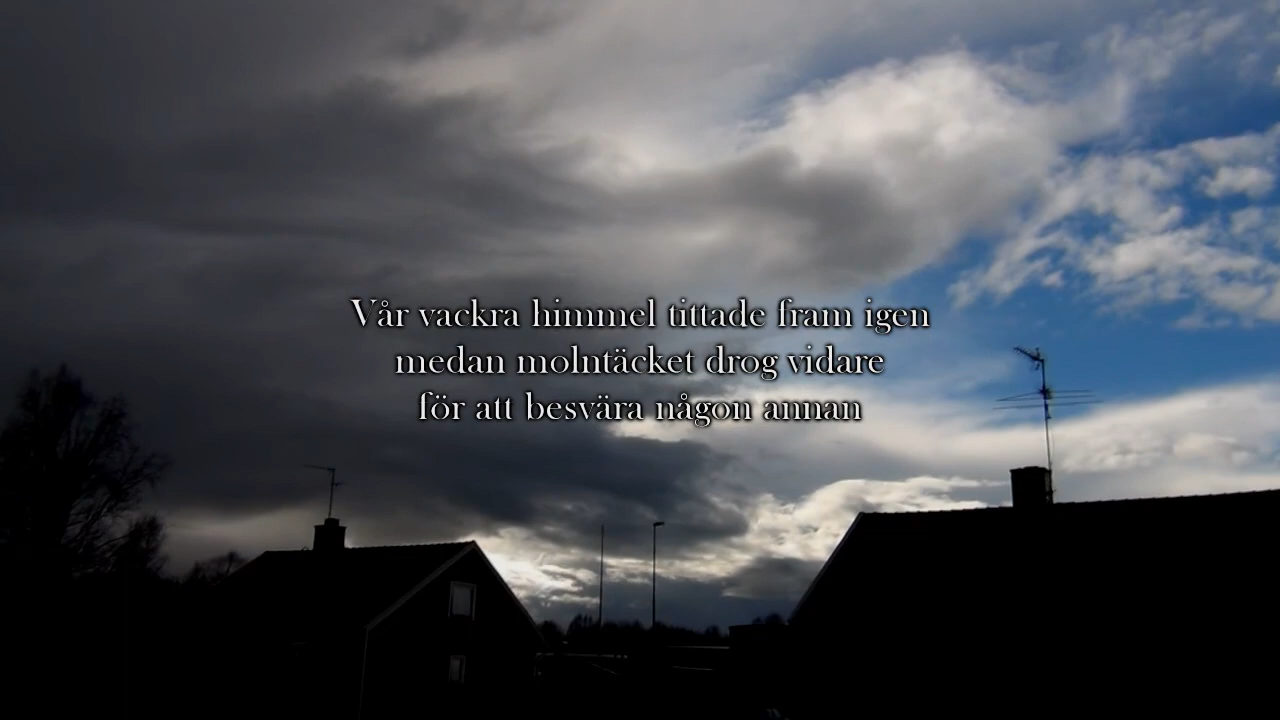 Vår vackra himmel tittade fram igen
medan molntäcket drog vidare
för att besvära någon annan